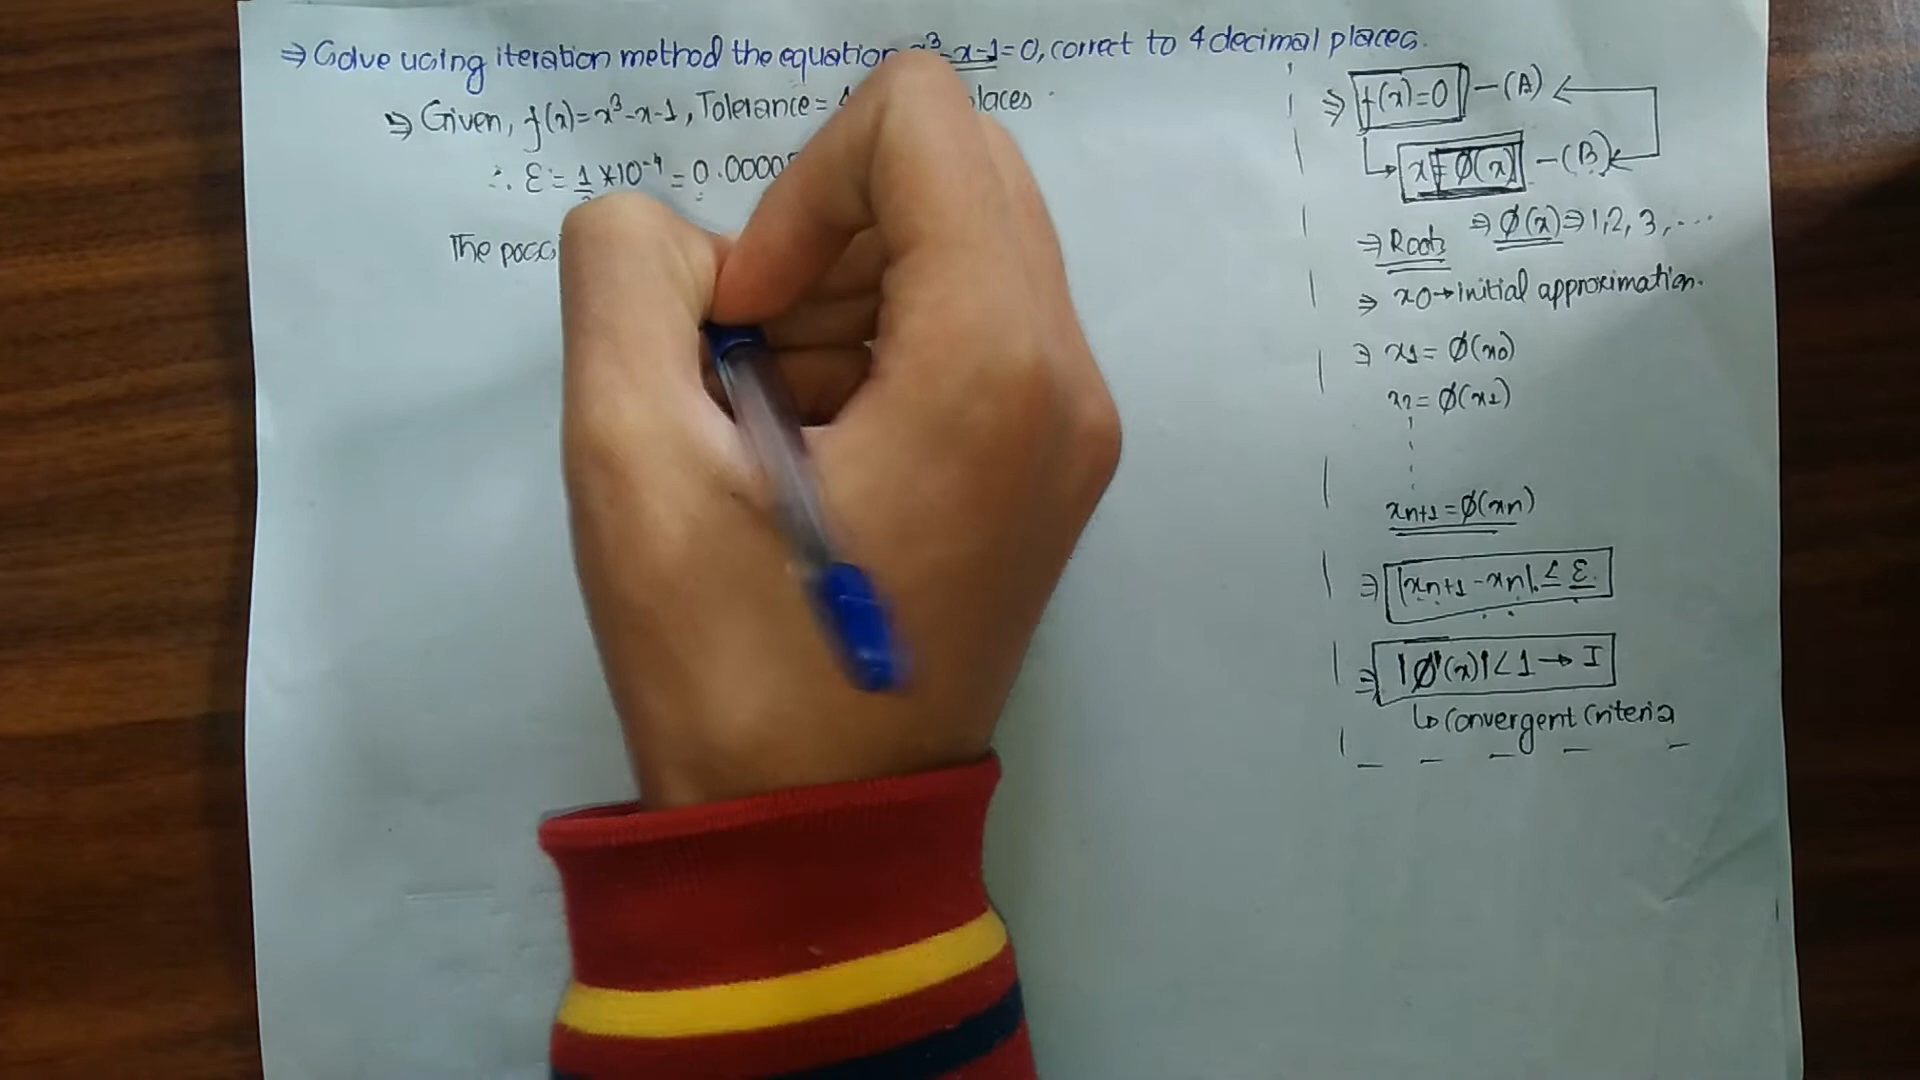 ⇒ Solve using iteration method the equation x³-x-1=0, correct to 4 decimal places.
⇒ Given, f(x)=x³-x-1, Tolerance= 4
∴ ε = 1/2 *10⁻⁴ = 0.0000
The
⇒ f(x)=0 -(A)
x = φ(x) -(B)
⇒ Roots ⇒ φ(x) ⇒ 1, 2, 3, ...
⇒ x0→initial approximation.
⇒ x1= φ(x0)
x2= φ(x1)
xn+1=φ(xn)
⇒ |xn+1-xn| ≤ ε.
⇒ |φ'(x)|<1→I
↳ Convergent Criteria